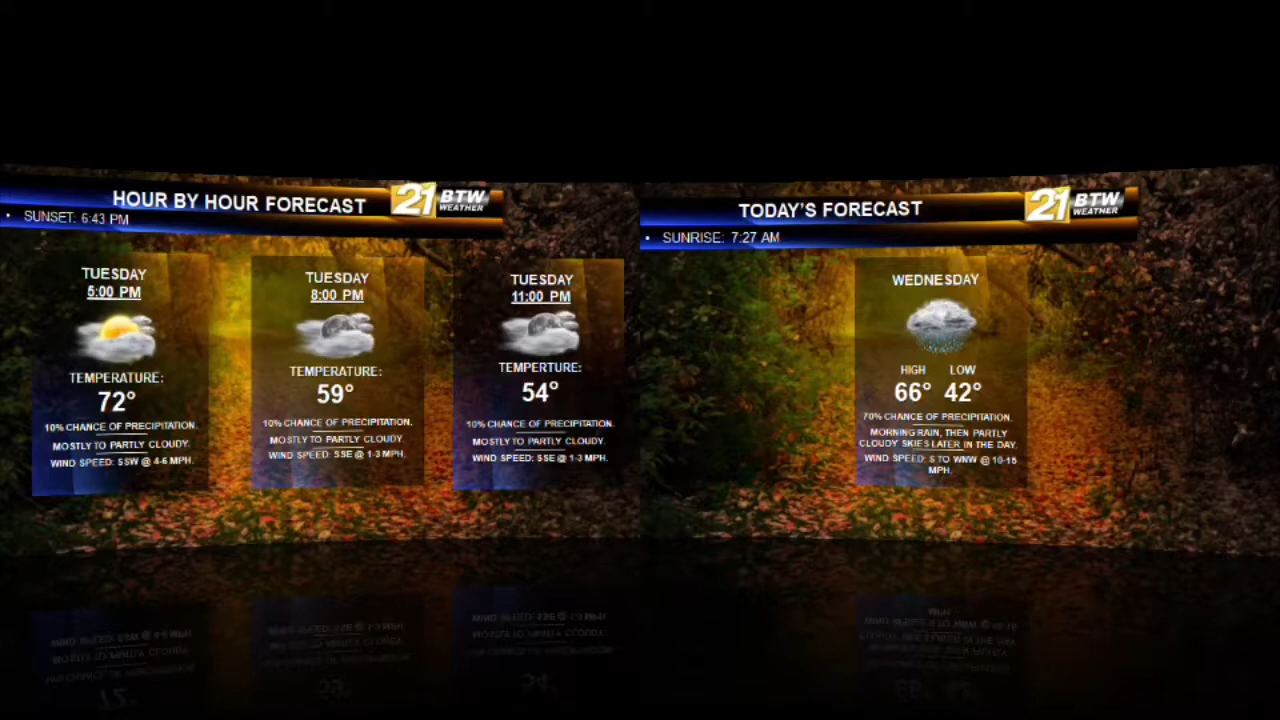 HOUR BY HOUR FORECAST
21 BTW WEATHER
• SUNSET: 6:43 PM
TUESDAY
5:00 PM
TEMPERATURE:
72°
10% CHANCE OF PRECIPITATION.
MOSTLY TO PARTLY CLOUDY.
WIND SPEED: SSW @ 4-6 MPH.
TUESDAY
8:00 PM
TEMPERATURE:
59°
10% CHANCE OF PRECIPITATION.
MOSTLY TO PARTLY CLOUDY.
WIND SPEED: SSE @ 1-3 MPH.
TUESDAY
11:00 PM
TEMPERTURE:
54°
10% CHANCE OF PRECIPITATION.
MOSTLY TO PARTLY CLOUDY.
WIND SPEED: SSE @ 1-3 MPH.
TODAY'S FORECAST
21 BTW WEATHER
• SUNRISE: 7:27 AM
WEDNESDAY
HIGH LOW
66° 42°
70% CHANCE OF PRECIPITATION.
MORNING RAIN, THEN PARTLY
CLOUDY SKIES LATER IN THE DAY.
WIND SPEED: S TO WNW @ 10-15
MPH.